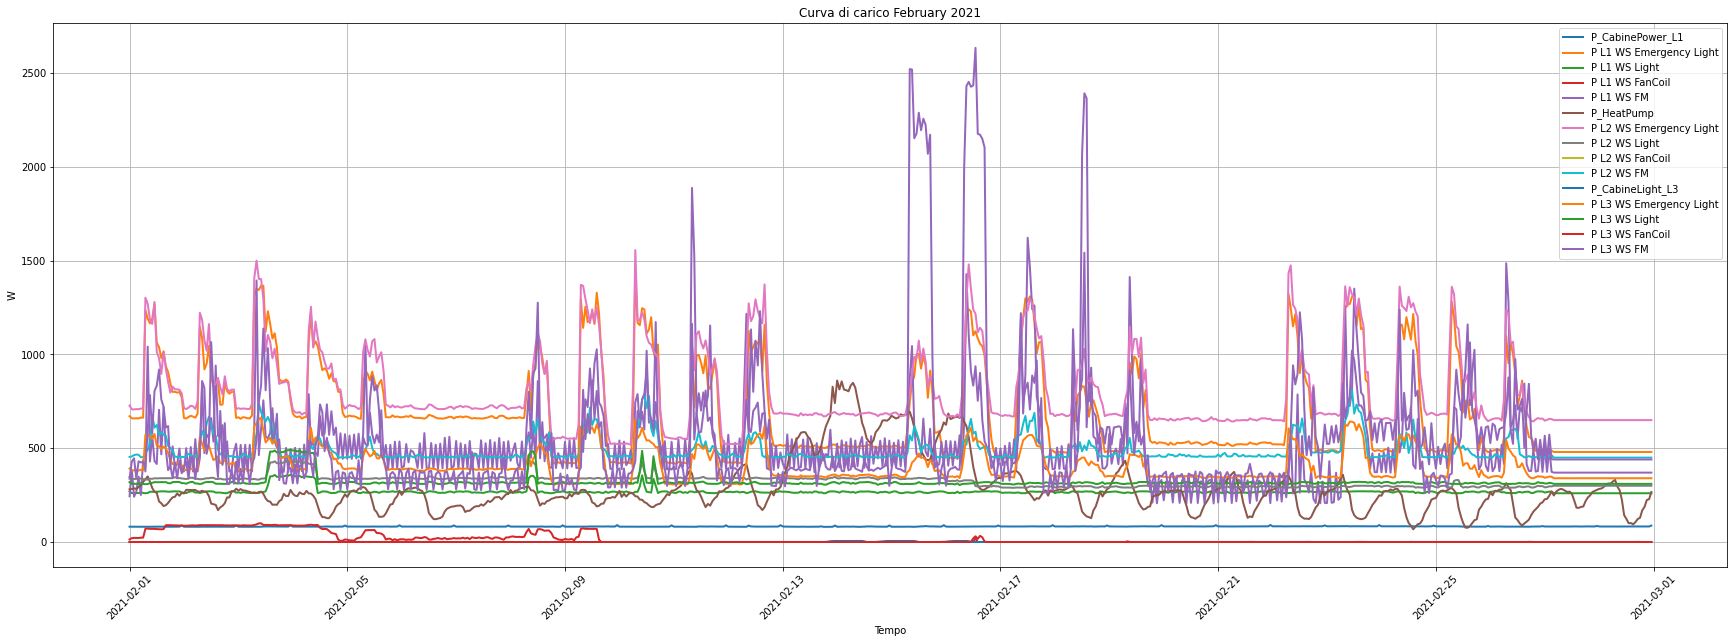 Curva di carico February 2021
W
2500
2000
1500
1000
500
0
P_CabinePower_L1
P L1 WS Emergency Light
P L1 WS Light
P L1 WS FanCoil
P L1 WS FM
P_HeatPump
P L2 WS Emergency Light
P L2 WS Light
P L2 WS FanCoil
P L2 WS FM
P_CabineLight_L3
P L3 WS Emergency Light
P L3 WS Light
P L3 WS FanCoil
P L3 WS FM
2021-02-01
2021-02-05
2021-02-09
2021-02-13
2021-02-17
2021-02-21
2021-02-25
2021-03-01
Tempo